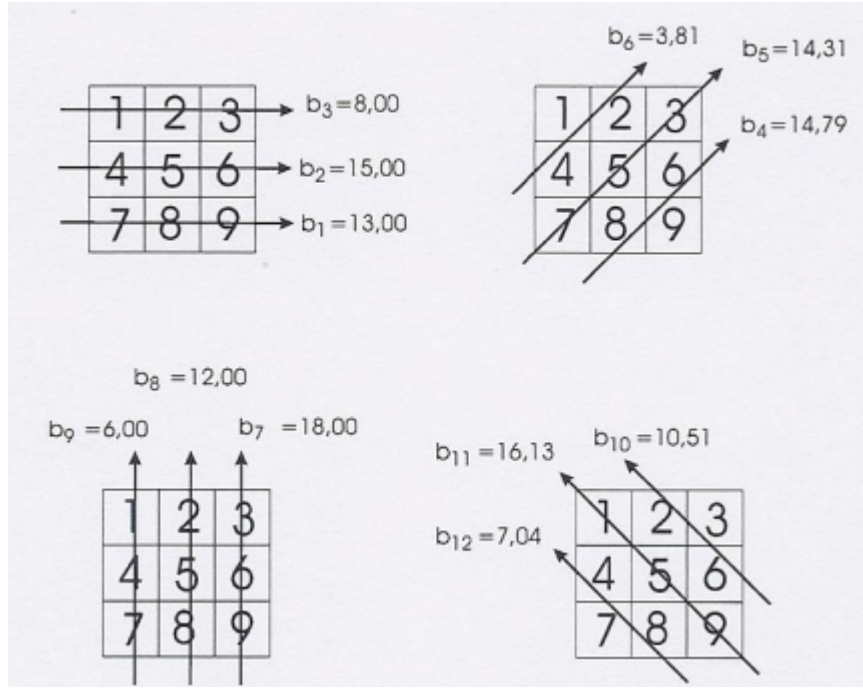 1 2 3 b3=8,00
4 5 6 b2=15,00
7 8 9 b1=13,00
b6=3,81
b5=14,31
b4=14,79
1 2 3
4 5 6
7 8 9
b8 =12,00
b9 =6,00 b7 =18,00
1 2 3
4 5 6
7 8 9
b11 =16,13 b10 =10,51
b12 =7,04
1 2 3
4 5 6
7 8 9